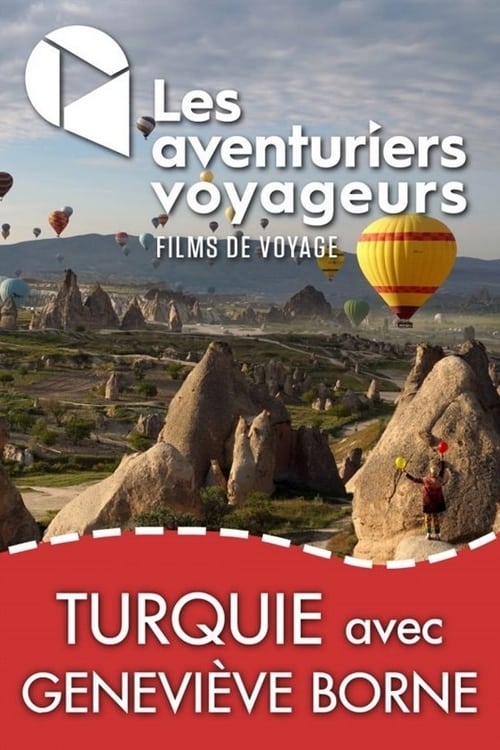 Les
aventuriers
voyageurs
FILMS DE VOYAGE
TURQUIE avec
GENEVIÈVE BORNE